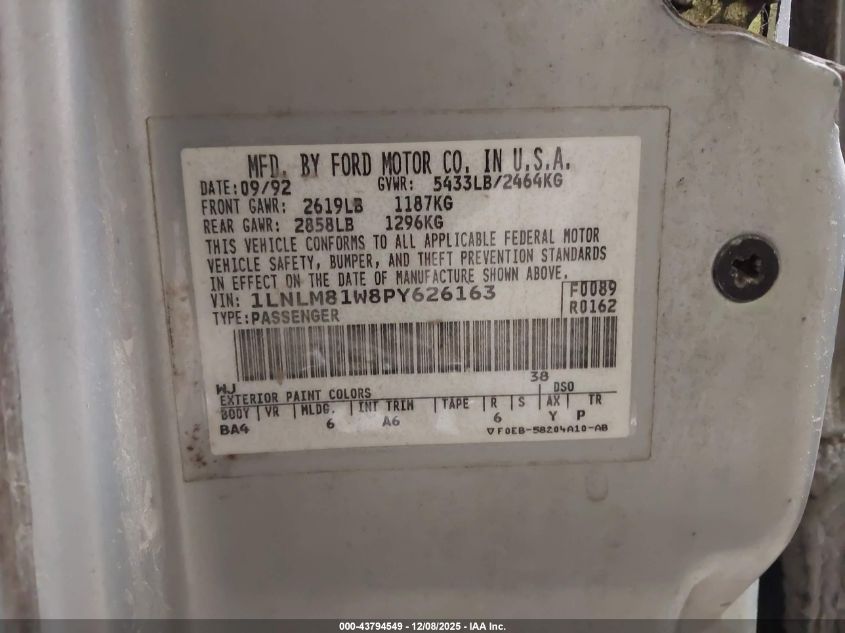 MFD. BY FORD MOTOR CO. IN U.S.A.
DATE: 09/92 GVWR: 5433LB/2464KG
FRONT GAWR: 2619LB 1187KG
REAR GAWR: 2858LB 1296KG
THIS VEHICLE CONFORMS TO ALL APPLICABLE FEDERAL MOTOR
VEHICLE SAFETY, BUMPER, AND THEFT PREVENTION STANDARDS
IN EFFECT ON THE DATE OF MANUFACTURE SHOWN ABOVE.
VIN: 1LNLM81W8PY626163 F0089
TYPE: PASSENGER R0162
WJ 38
EXTERIOR PAINT COLORS DSO
BODY VR MLDG. INT TRIM TAPE R S AX TR
BA4 6 A6 6 Y P
▽F0EB-58204A10-AB
000-43794549 - 12/08/2025 - IAA Inc.